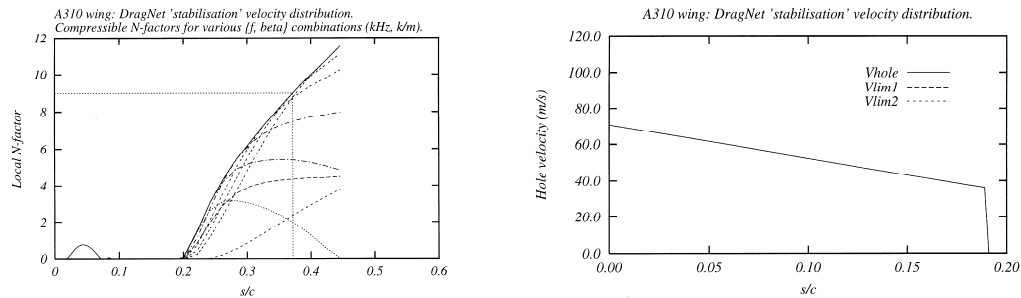 A310 wing: DragNet 'stabilisation' velocity distribution.
Compressible N-factors for various {f, beta} combinations (kHz, k/m).
12
10
8
6
4
2
0
Local N-factor
0
0.1
0.2
0.3
0.4
0.5
0.6
s/c
A310 wing: DragNet 'stabilisation' velocity distribution.
120.0
100.0
80.0
60.0
40.0
20.0
0.0
Hole velocity (m/s)
Vhole
Vlim1
Vlim2
0.00
0.05
0.10
0.15
0.20
s/c